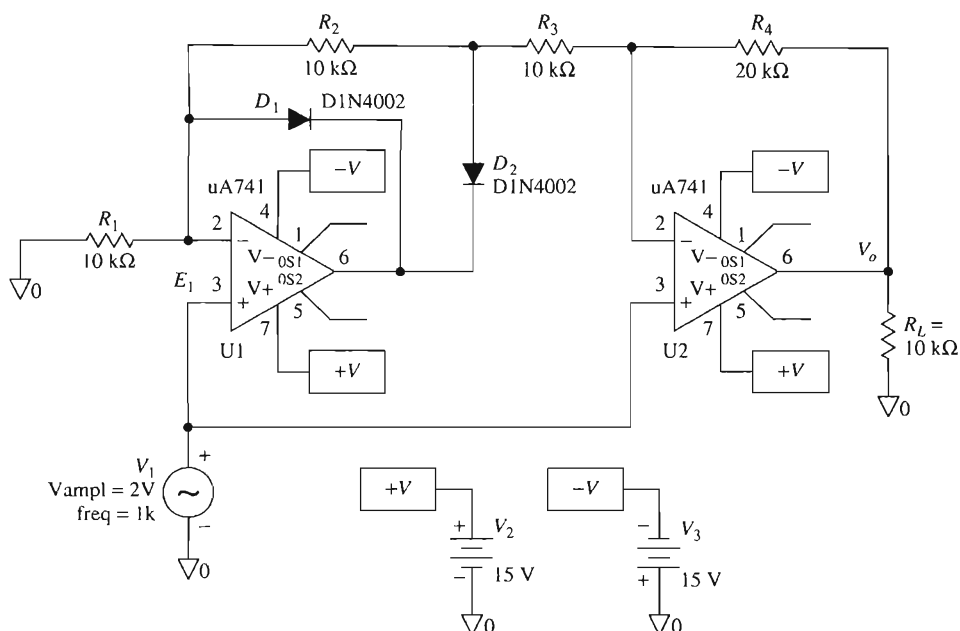 R2
10 kΩ
R3
10 kΩ
R4
20 kΩ
D1 D1N4002
D2
D1N4002
uA741
-V
4
2
1
6
3
5
7
V- 0S1
V+ 0S2
- 
+
U1
+V
R1
10 kΩ
0
E1
uA741
-V
4
2
1
6
3
5
7
V- 0S1
V+ 0S2
-
+
U2
+V
Vo
RL =
10 kΩ
0
V1
Vampl = 2V
freq = 1k
+
~
-
0
+V
+
V2
15 V
-
0
-V
-
V3
15 V
+
0